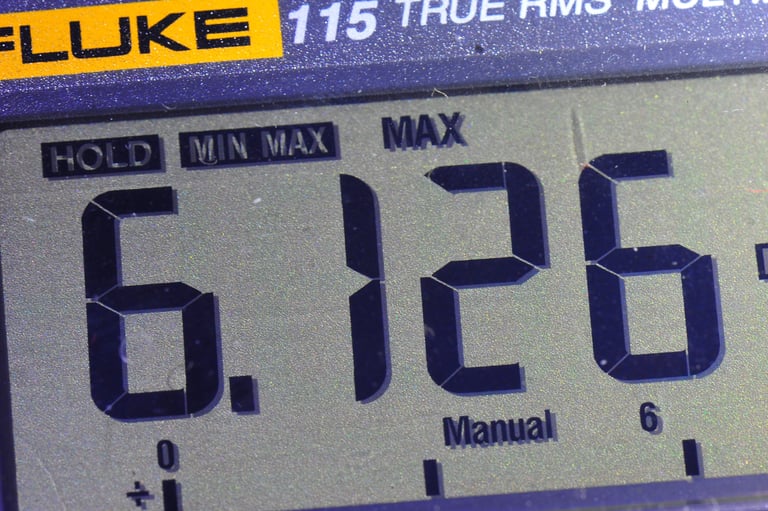 FLUKE 115 TRUE RMS
HOLD MIN MAX MAX
6.126
Manual 6
0